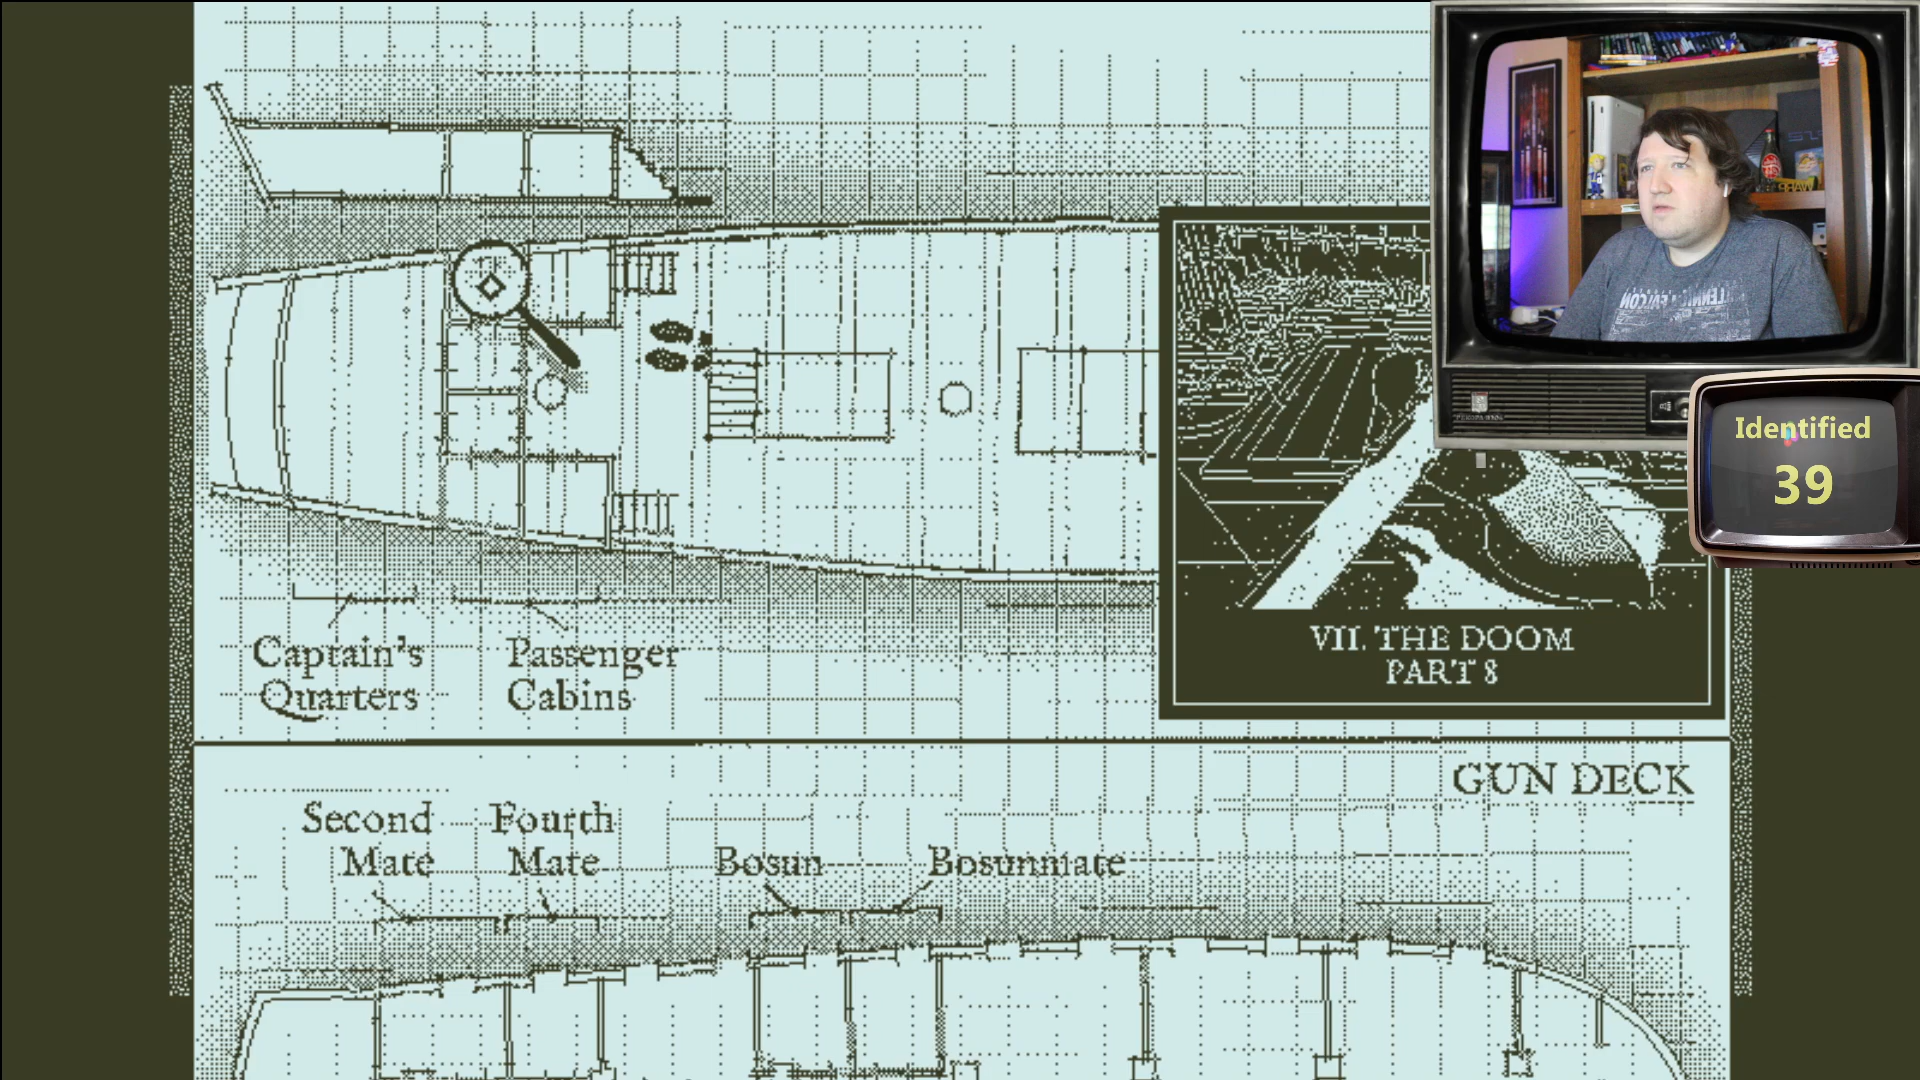 Captain's
Quarters
Passenger
Cabins
VII. THE DOOM
PART 8
Identified
39
GUN DECK
Second
Mate
Fourth
Mate
Bosun
Bosunmate